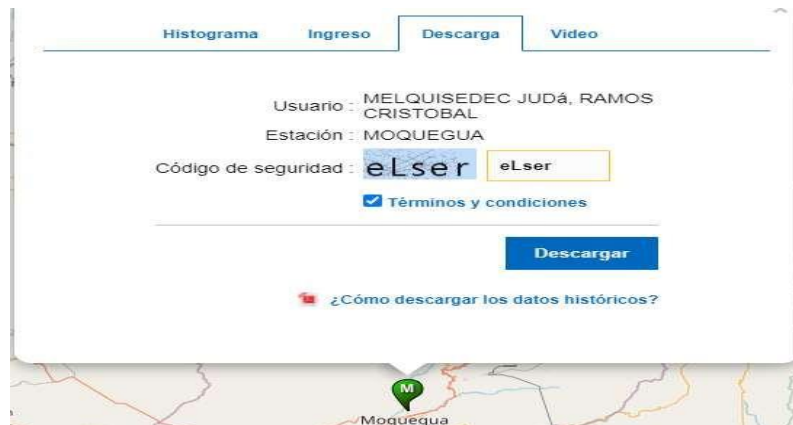 Histograma Ingreso Descarga Video
Usuario : MELQUISEDEC JUDá, RAMOS
CRISTOBAL
Estación : MOQUEGUA
Código de seguridad : eLser eLser
Términos y condiciones
Descargar
¿Cómo descargar los datos históricos?
M
Moquegua